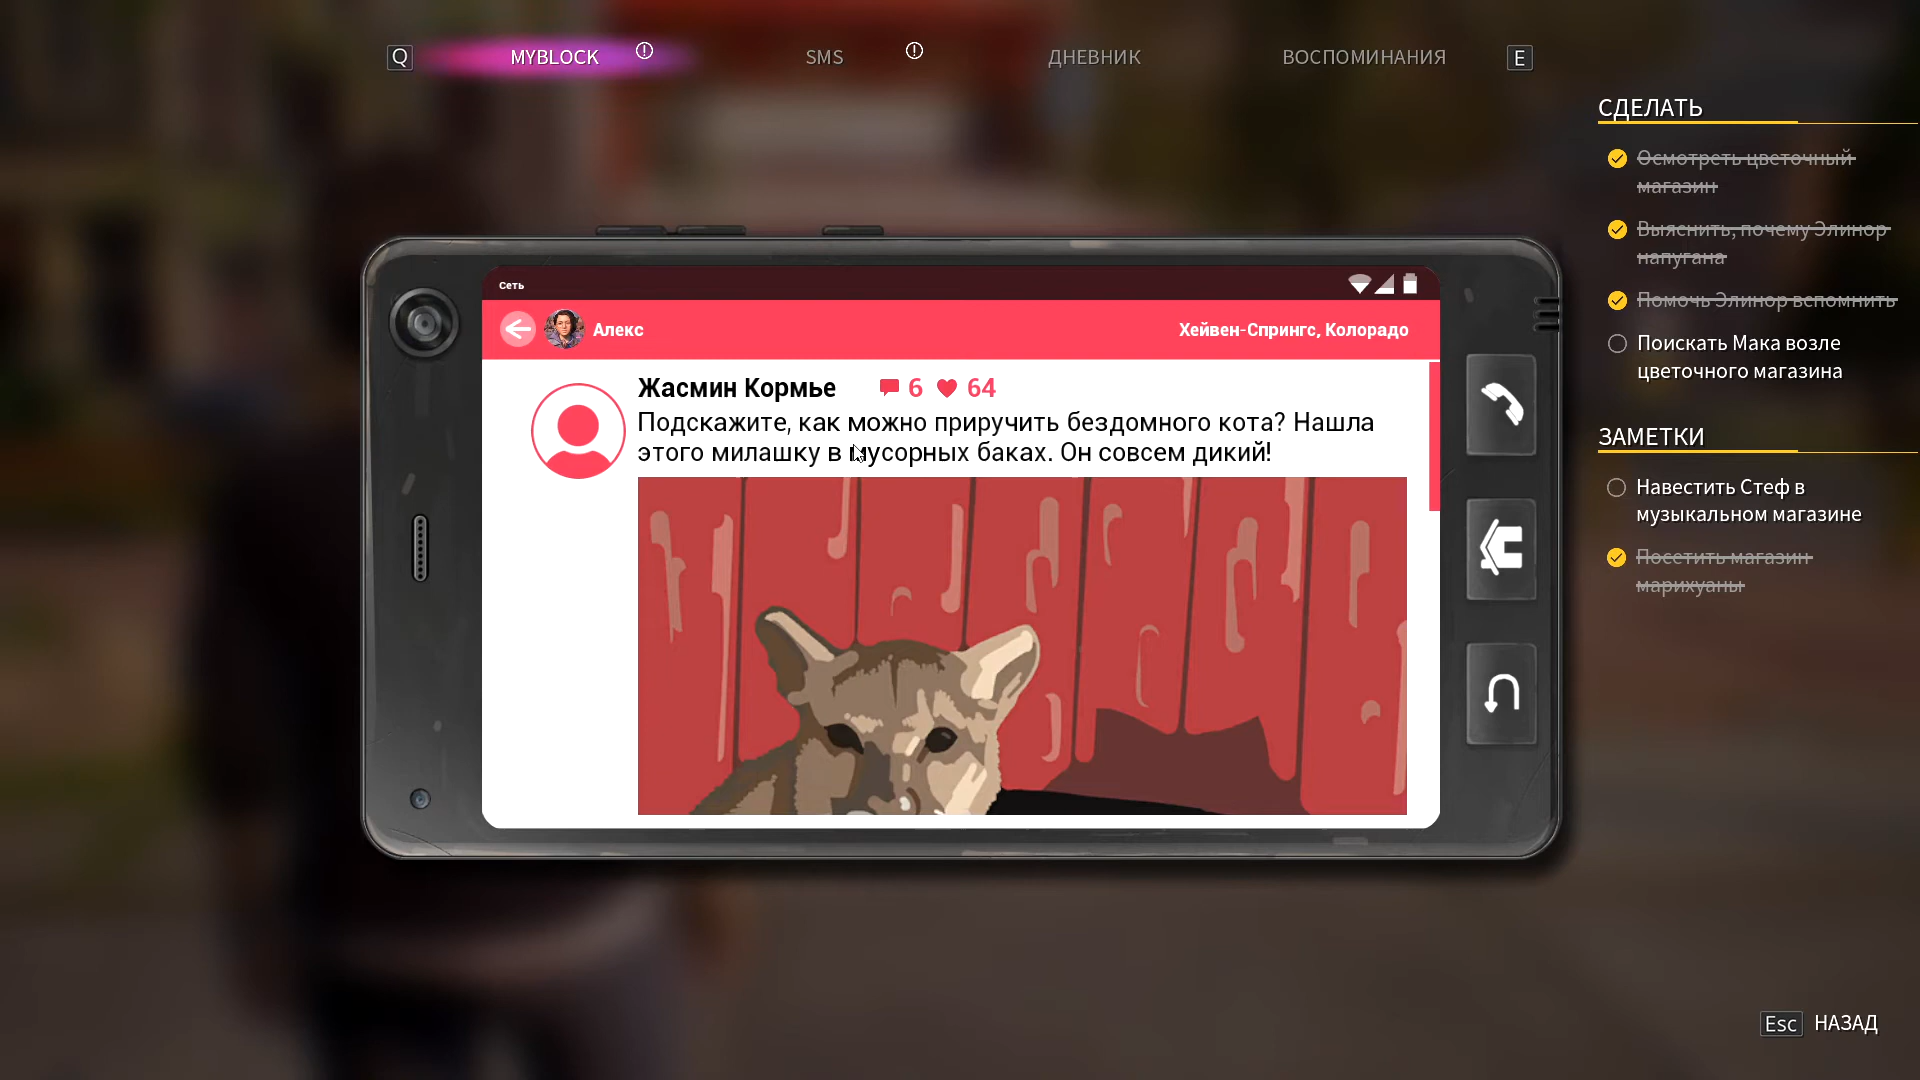 Q
MYBLOCK
SMS
ДНЕВНИК
ВОСПОМИНАНИЯ
E
Сеть
Алекс
Хейвен-Спрингс, Колорадо
Жасмин Кормье 6 64
Подскажите, как можно приручить бездомного кота? Нашла
этого милашку в мусорных баках. Он совсем дикий!
СДЕЛАТЬ
Осмотреть цветочный
магазин
Выяснить, почему Элинор
напугана
Помочь Элинор вспомнить
Поискать Мака возле
цветочного магазина
ЗАМЕТКИ
Навестить Стеф в
музыкальном магазине
Посетить магазин
марихуаны
Esc НАЗАД